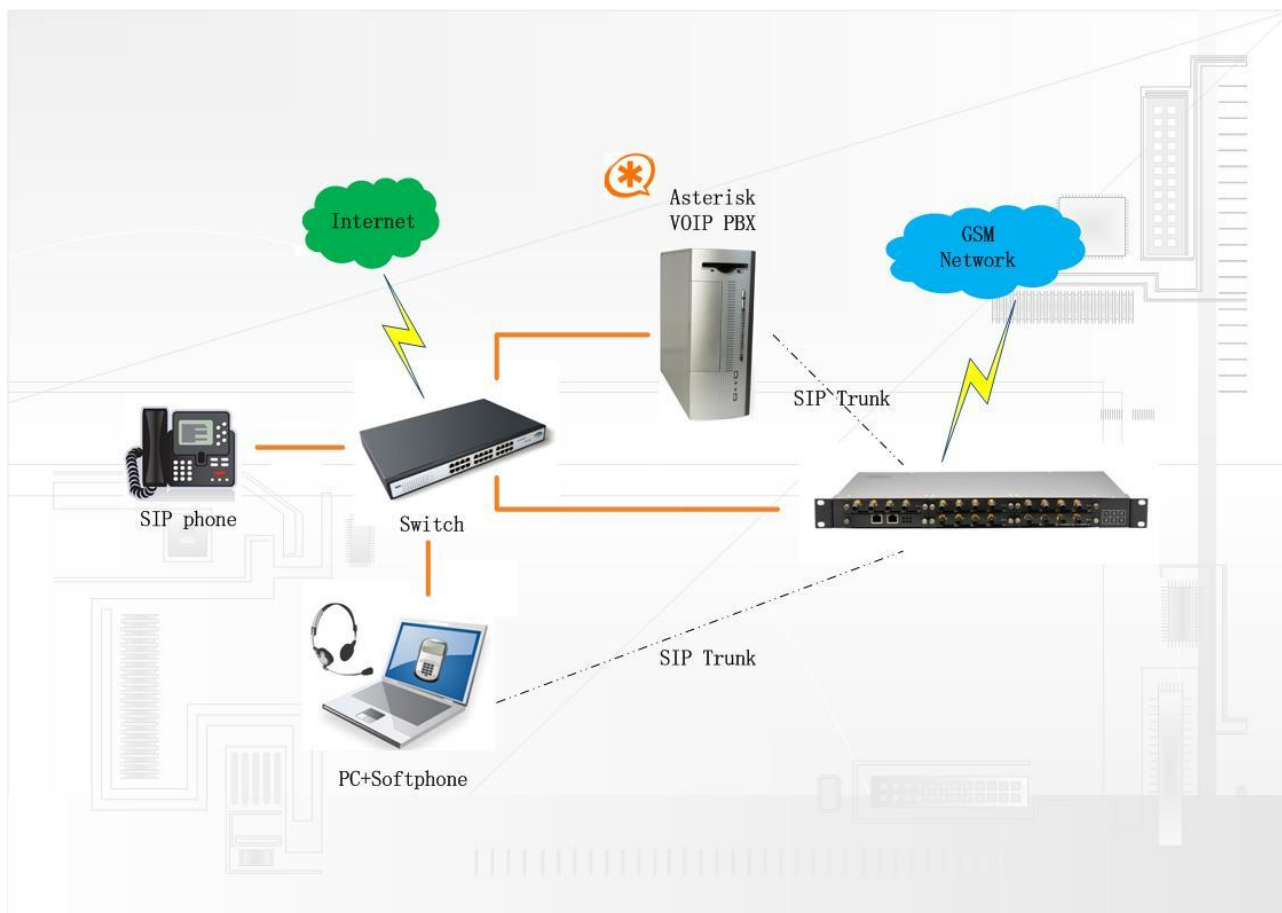 Internet
Asterisk
VOIP PBX
GSM
Network
SIP Trunk
SIP phone
Switch
SIP Trunk
PC+Softphone